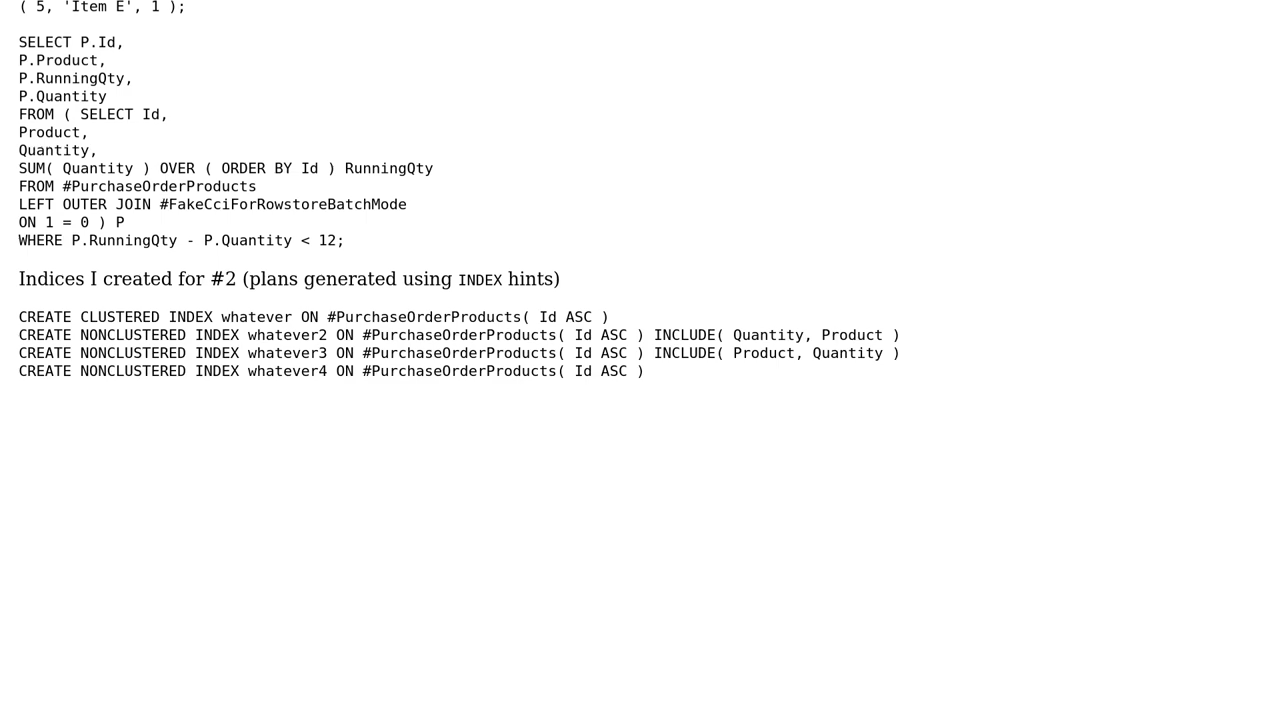 ( 5, 'Item E', 1 );
SELECT P.Id,
P.Product,
P.RunningQty,
P.Quantity
FROM ( SELECT Id,
Product,
Quantity,
SUM( Quantity ) OVER ( ORDER BY Id ) RunningQty
FROM #PurchaseOrderProducts
LEFT OUTER JOIN #FakeCciForRowstoreBatchMode
ON 1 = 0 ) P
WHERE P.RunningQty - P.Quantity < 12;
Indices I created for #2 (plans generated using INDEX hints)
CREATE CLUSTERED INDEX whatever ON #PurchaseOrderProducts( Id ASC )
CREATE NONCLUSTERED INDEX whatever2 ON #PurchaseOrderProducts( Id ASC ) INCLUDE( Quantity, Product )
CREATE NONCLUSTERED INDEX whatever3 ON #PurchaseOrderProducts( Id ASC ) INCLUDE( Product, Quantity )
CREATE NONCLUSTERED INDEX whatever4 ON #PurchaseOrderProducts( Id ASC )